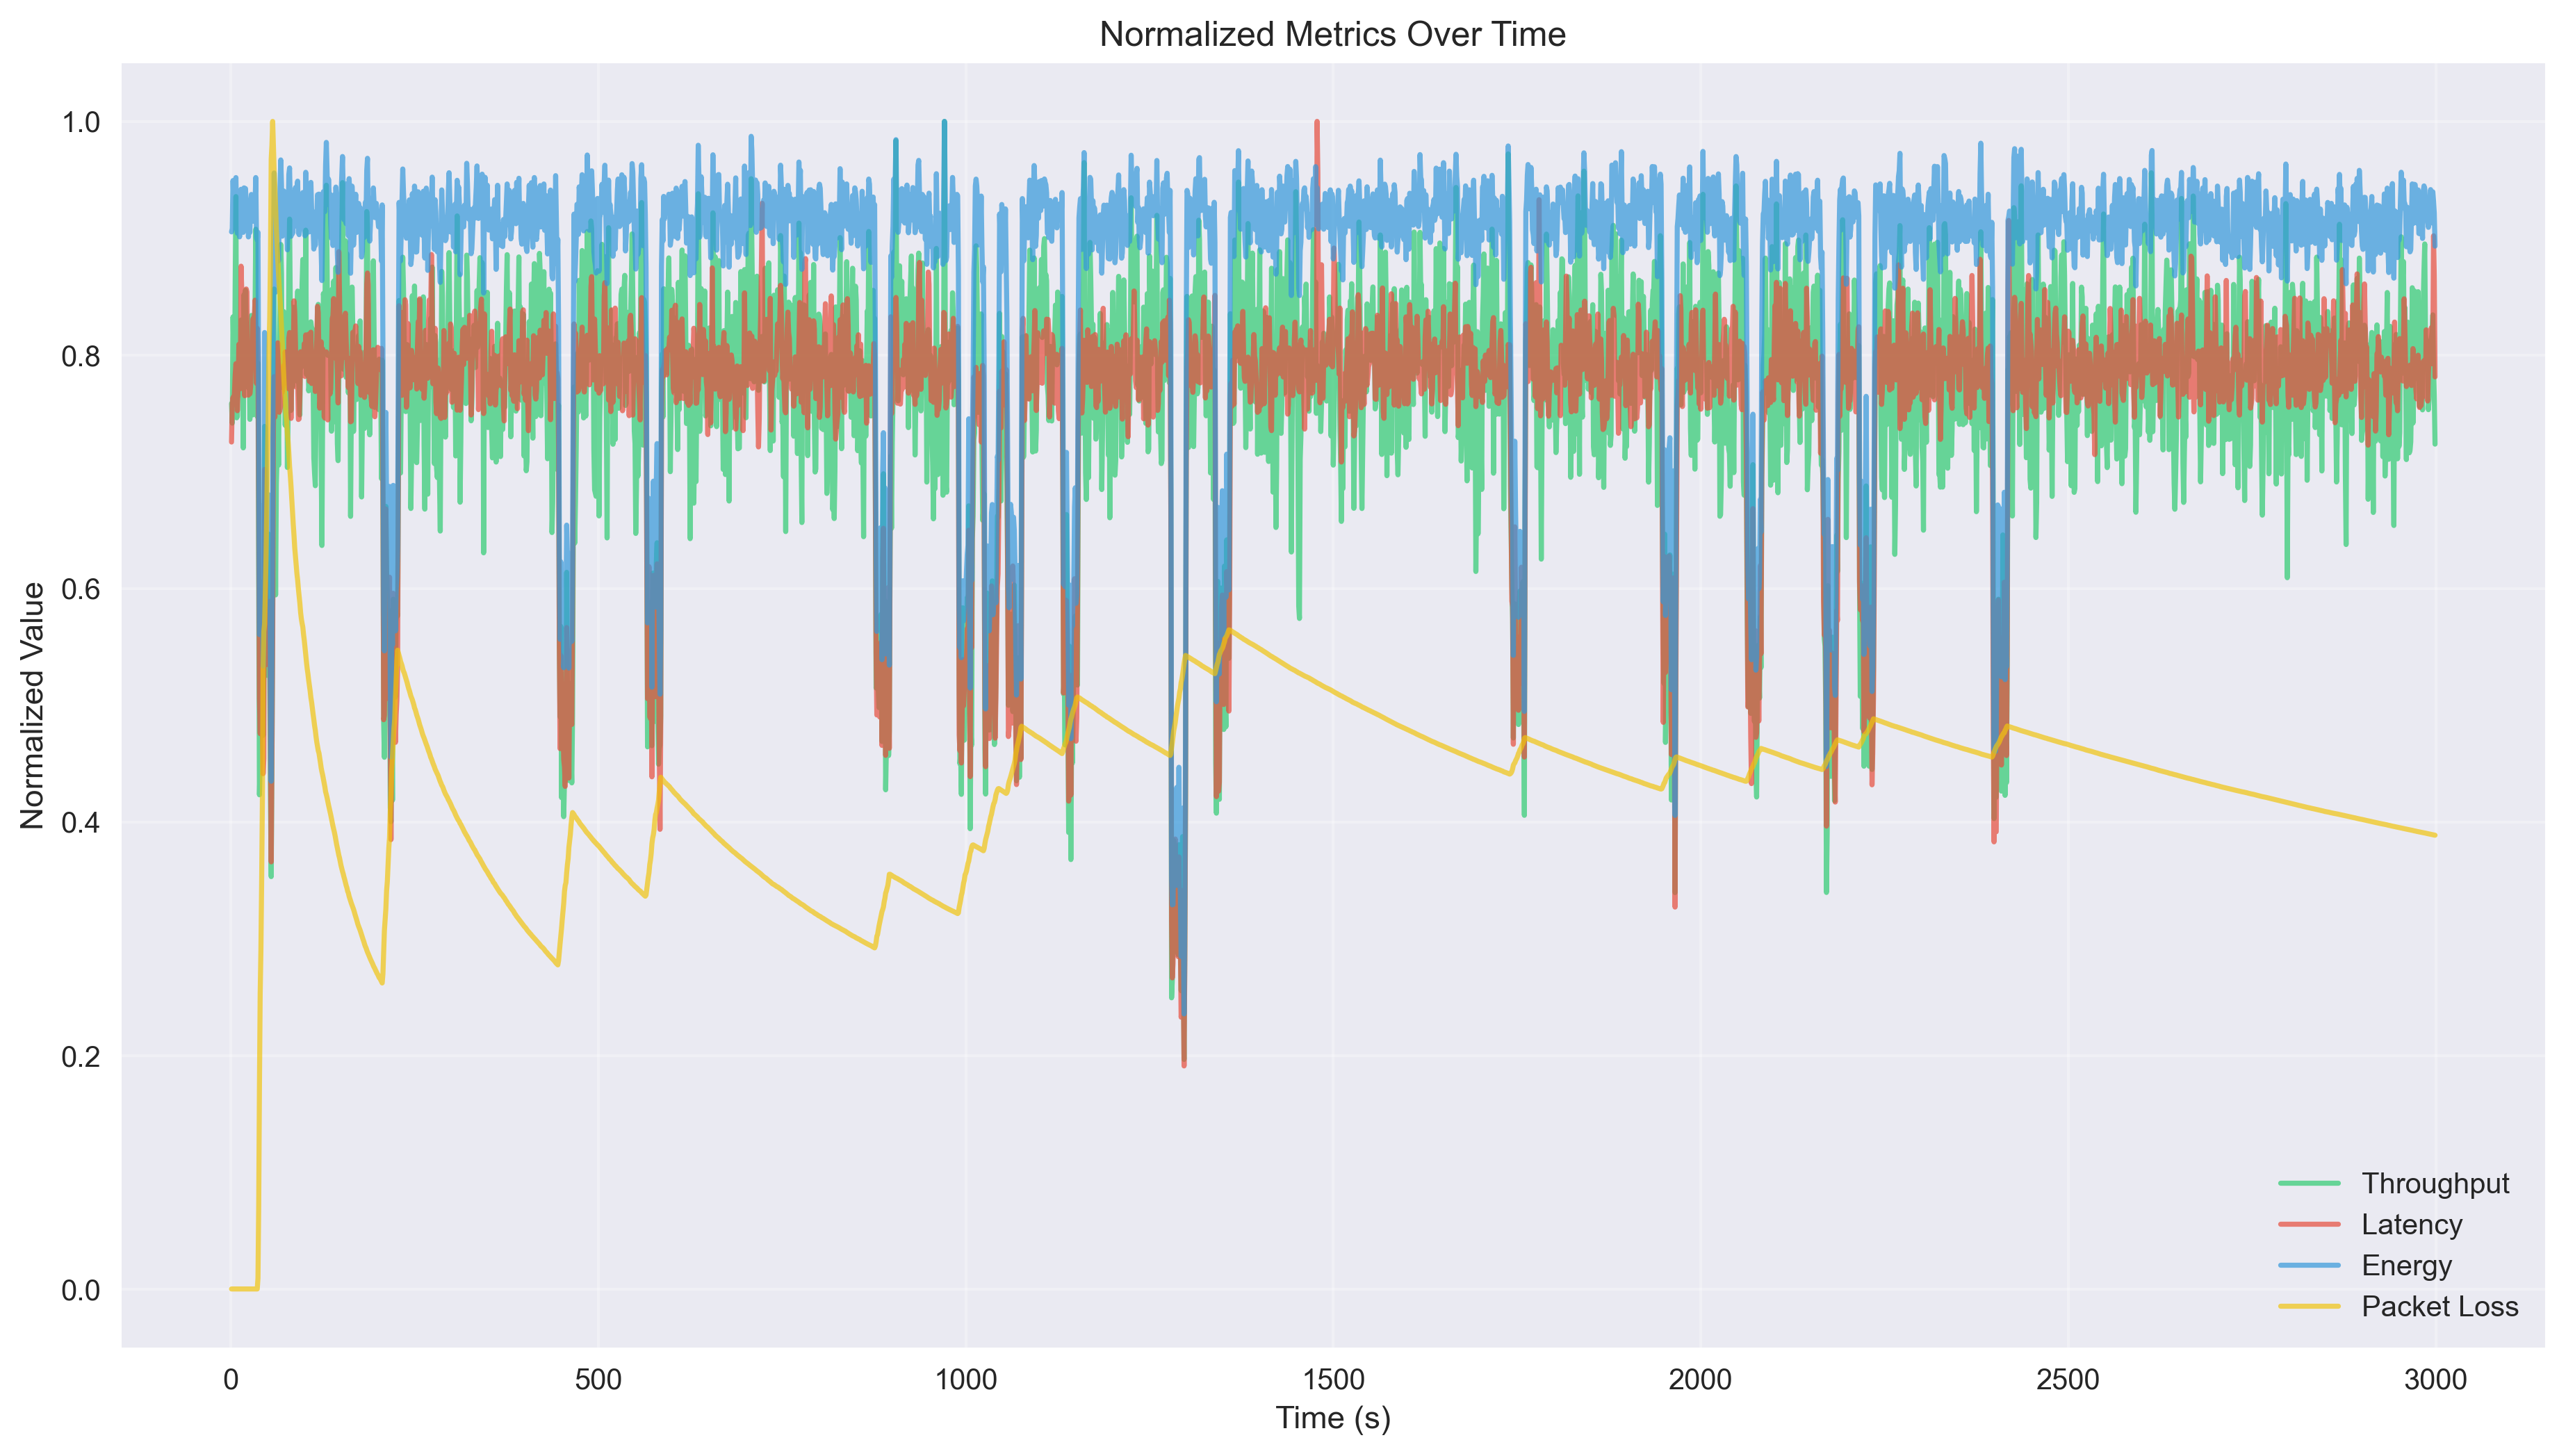 Normalized Metrics Over Time
Normalized Value
1.0
0.8
0.6
0.4
0.2
0.0
Throughput
Latency
Energy
Packet Loss
0 500 1000 1500 2000 2500 3000
Time (s)